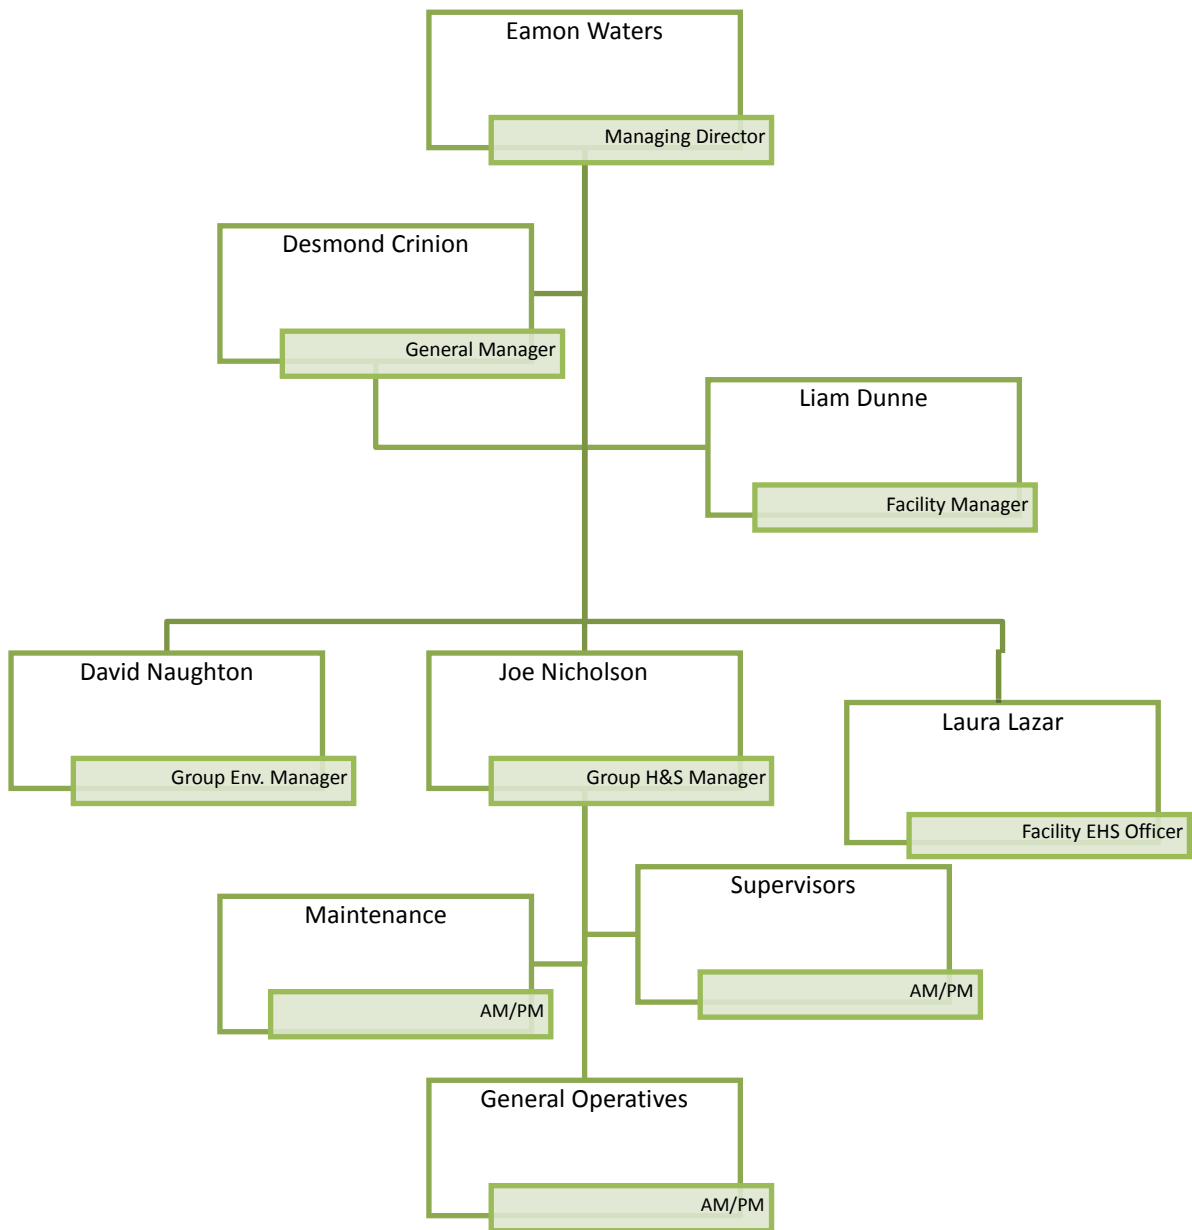 Eamon Waters
Managing Director
Desmond Crinion
General Manager
Liam Dunne
Facility Manager
David Naughton
Group Env. Manager
Joe Nicholson
Group H&S Manager
Laura Lazar
Facility EHS Officer
Maintenance
AM/PM
Supervisors
AM/PM
General Operatives
AM/PM